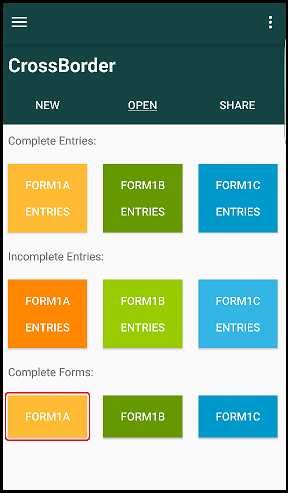 CrossBorder
NEW OPEN SHARE
Complete Entries:
FORM1A FORM1B FORM1C
ENTRIES ENTRIES ENTRIES
Incomplete Entries:
FORM1A FORM1B FORM1C
ENTRIES ENTRIES ENTRIES
Complete Forms:
FORM1A FORM1B FORM1C